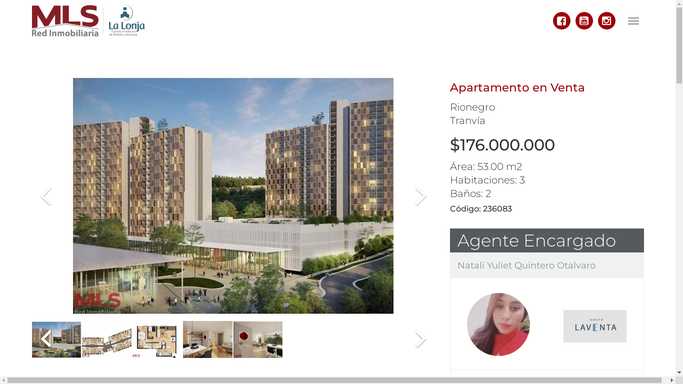 MLS
Red Inmobiliaria
La Lonja
Apartamento en Venta
Rionegro
Tranvía
$176.000.000
Área: 53.00 m2
Habitaciones: 3
Baños: 2
Código: 236083
Agente Encargado
Natali Yuliet Quintero Otalvaro
MLS
LAVENTA